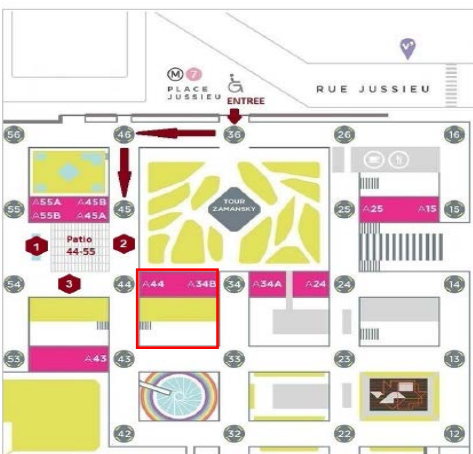 V
M 7
PLACE
JUSSIEU
ENTREE
RUE JUSSIEU
56 46 36 26 16
A55A A45B
A55B A45A
55 45 25 A25 A15 15
TOUR
ZAMANSKY
Patio
44-55
1 2
3
54 44 A44 A34B 34 A34A A24 24 14
53 A43 43 33 23 13
42 32 22 12